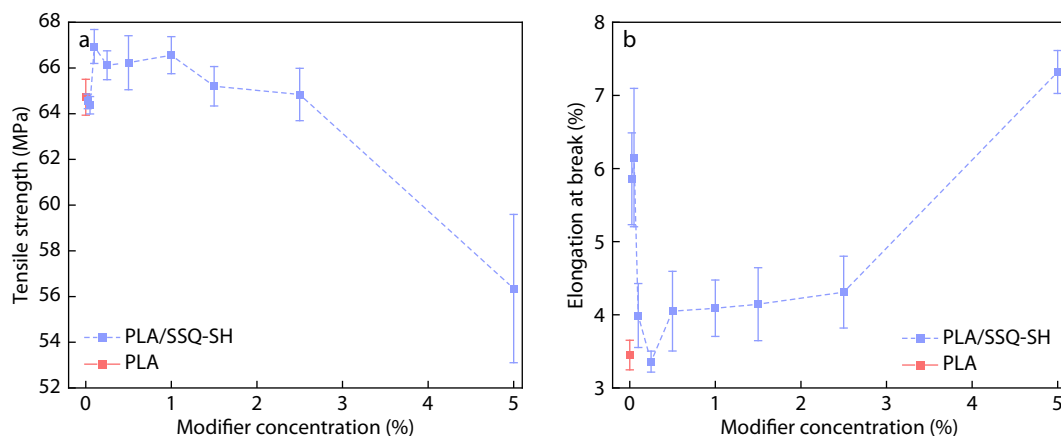 a
Tensile strength (MPa)
68
66
64
62
60
58
56
54
52
PLA/SSQ-SH
PLA
0
1
2
3
4
5
Modifier concentration (%)
b
Elongation at break (%)
8
7
6
5
4
3
PLA/SSQ-SH
PLA
0
1
2
3
4
5
Modifier concentration (%)